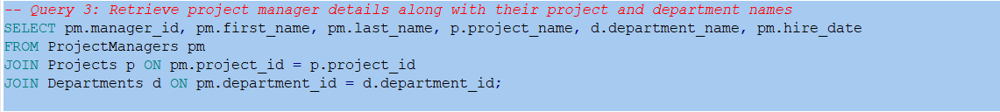 -- Query 3: Retrieve project manager details along with their project and department names
SELECT pm.manager_id, pm.first_name, pm.last_name, p.project_name, d.department_name, pm.hire_date
FROM ProjectManagers pm
JOIN Projects p ON pm.project_id = p.project_id
JOIN Departments d ON pm.department_id = d.department_id;